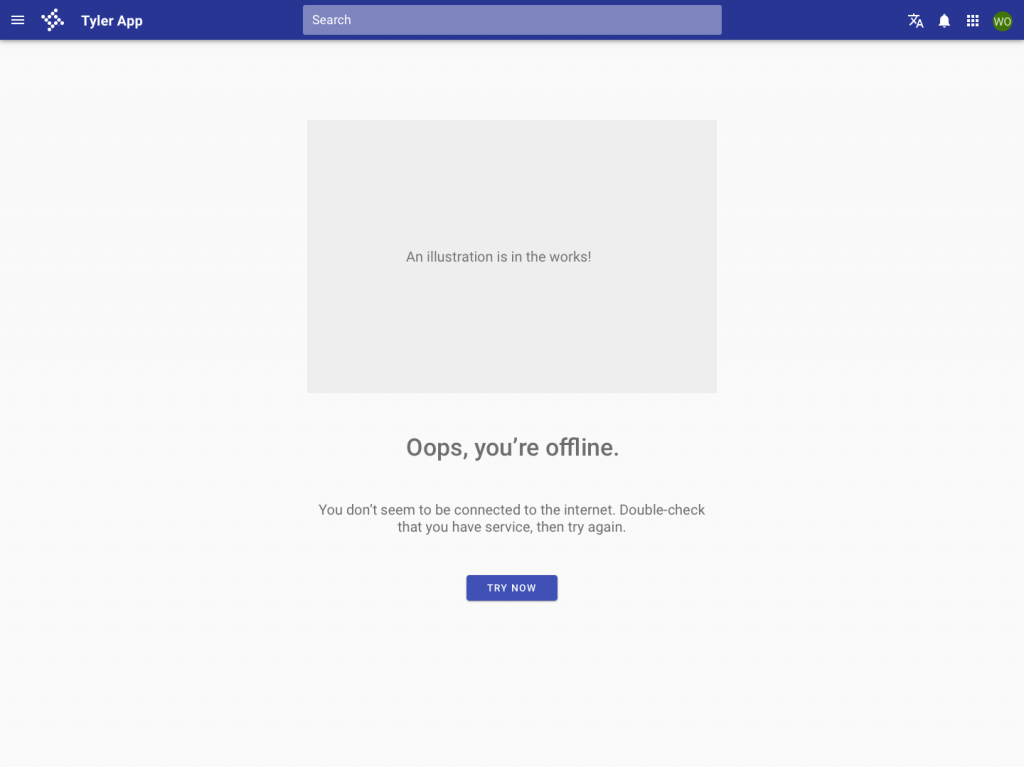 Tyler App
Search
WO
An illustration is in the works!
Oops, you’re offline.
You don’t seem to be connected to the internet. Double-check
that you have service, then try again.
TRY NOW